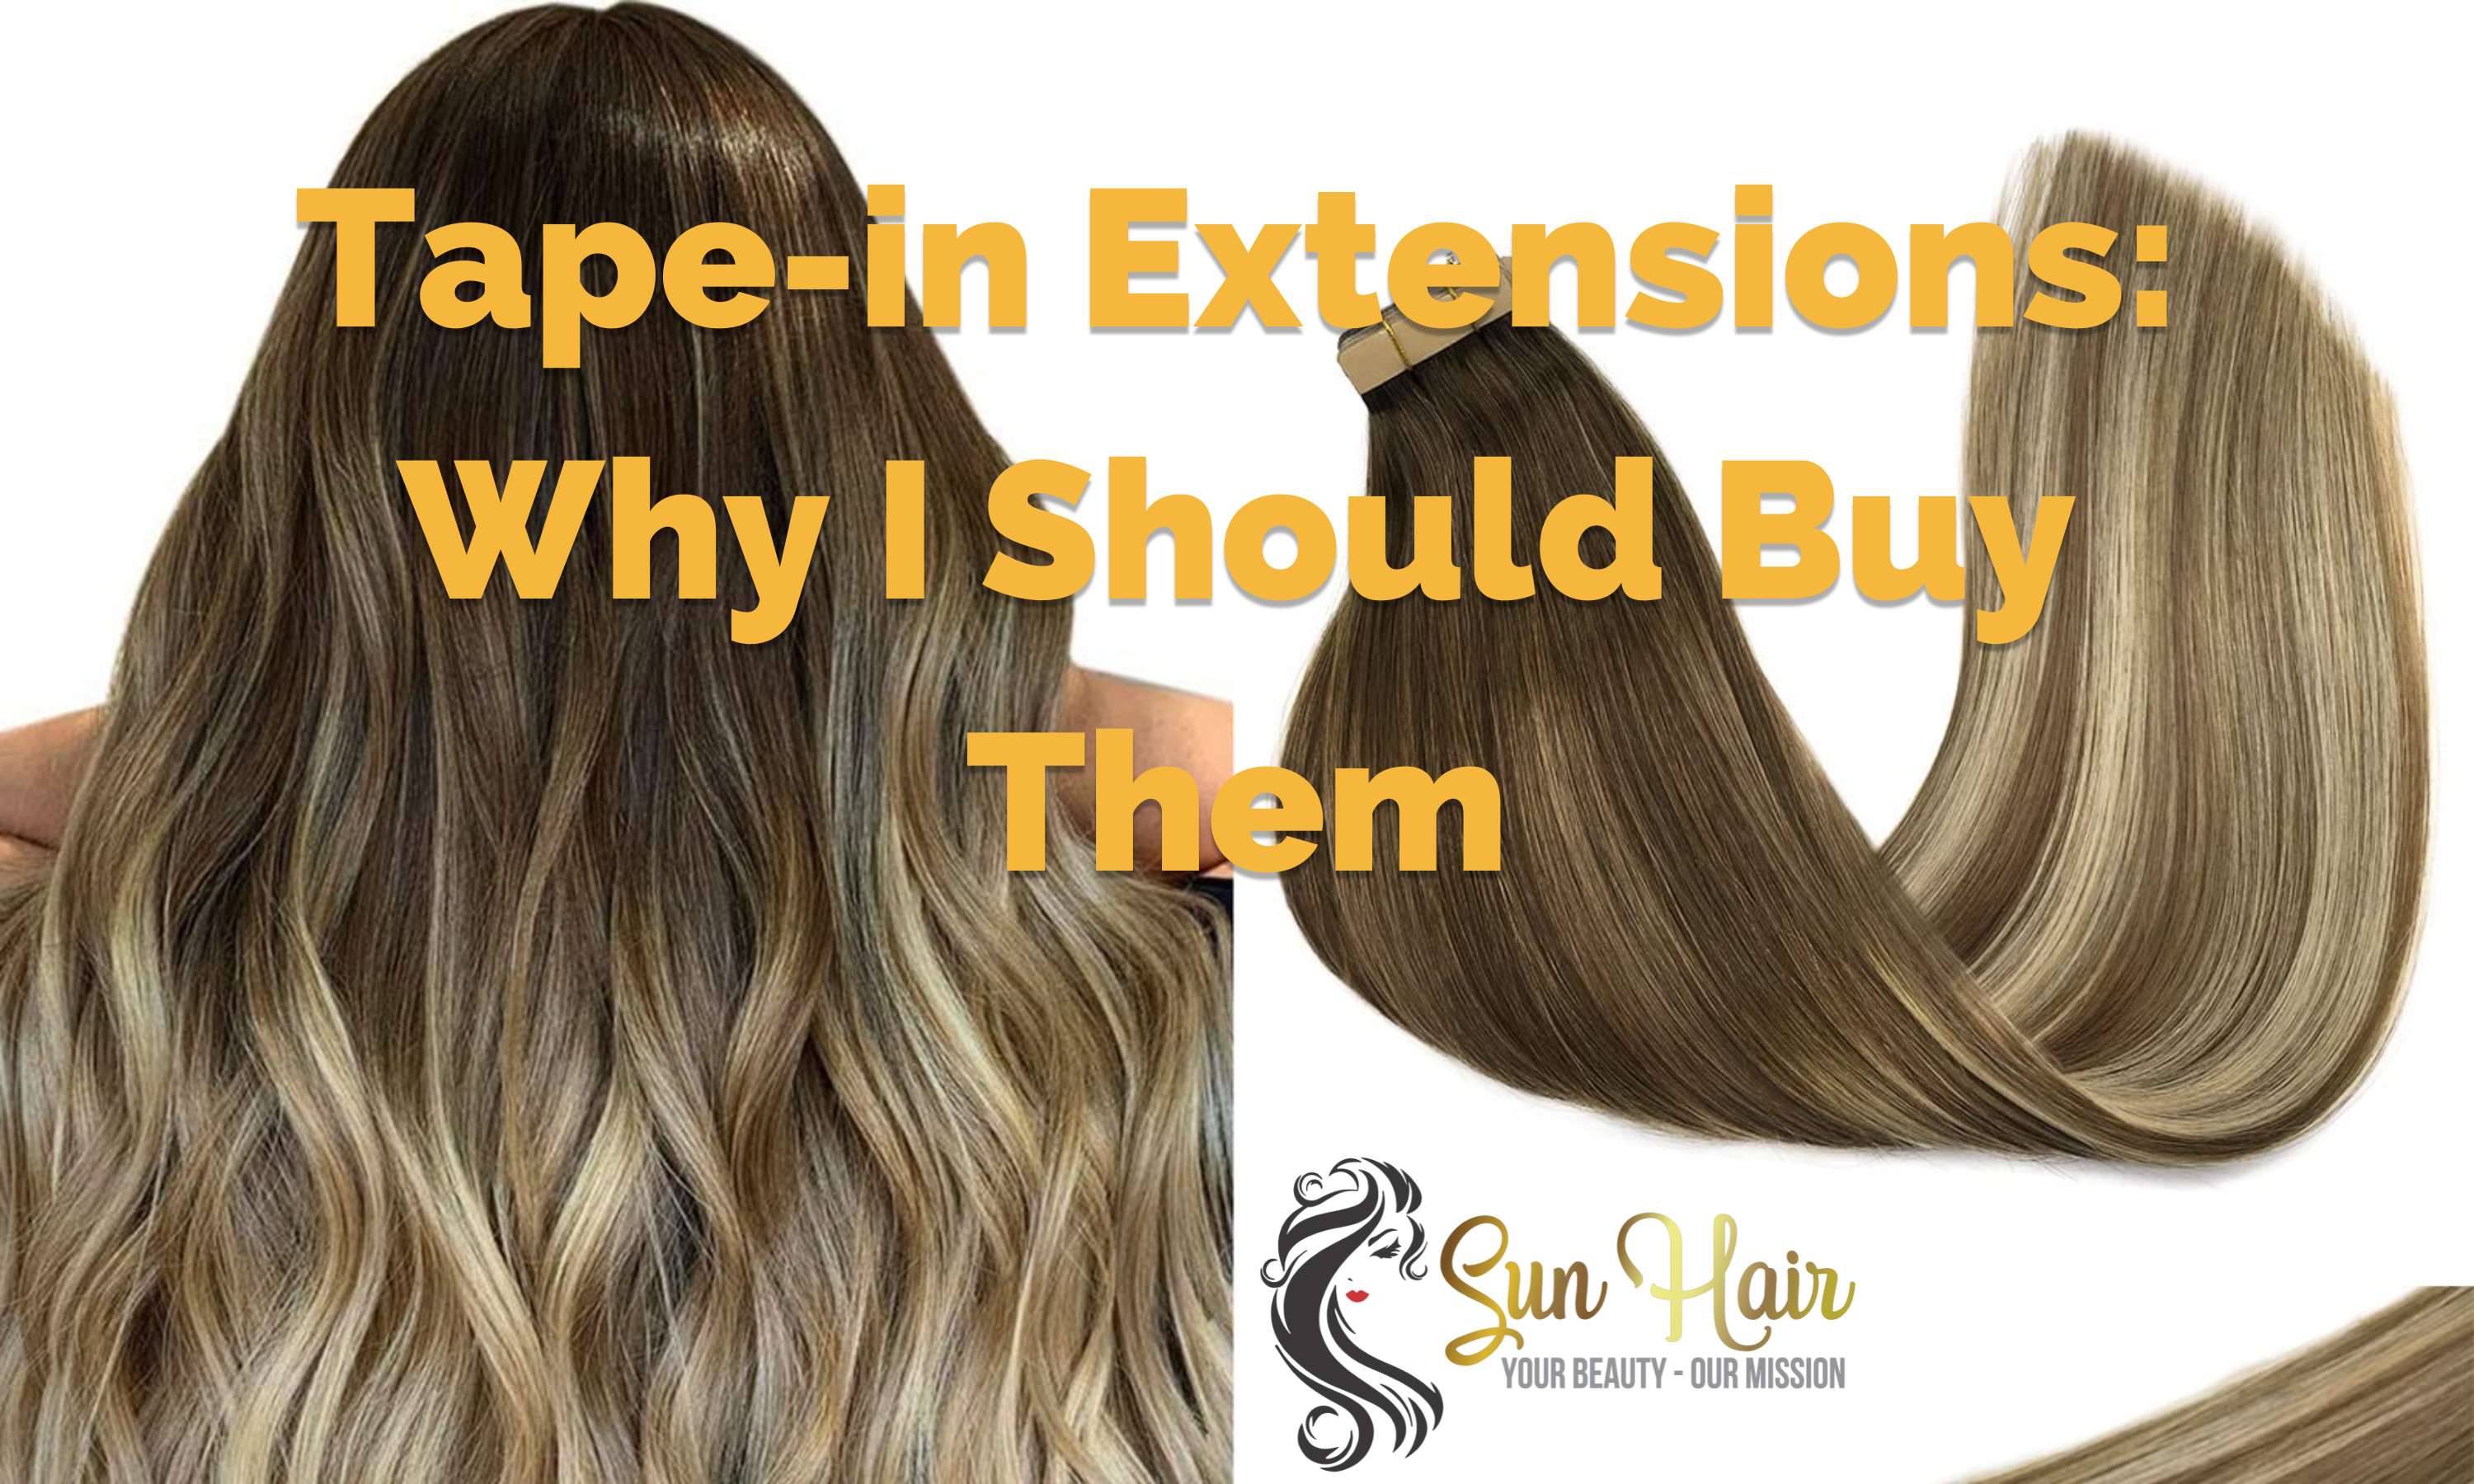 Tape-in Extensions:
Why I Should Buy
Them
Sun Hair
YOUR BEAUTY - OUR MISSION